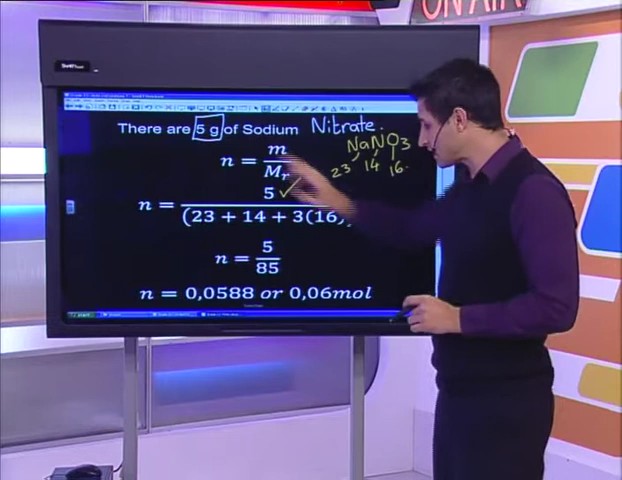 ON AIR
There are 5 g of Sodium Nitrate.
n = m / Mr
NaNO3
23 14 16.
n = 5 / (23 + 14 + 3(16))
n = 5 / 85
n = 0,0588 or 0,06mol